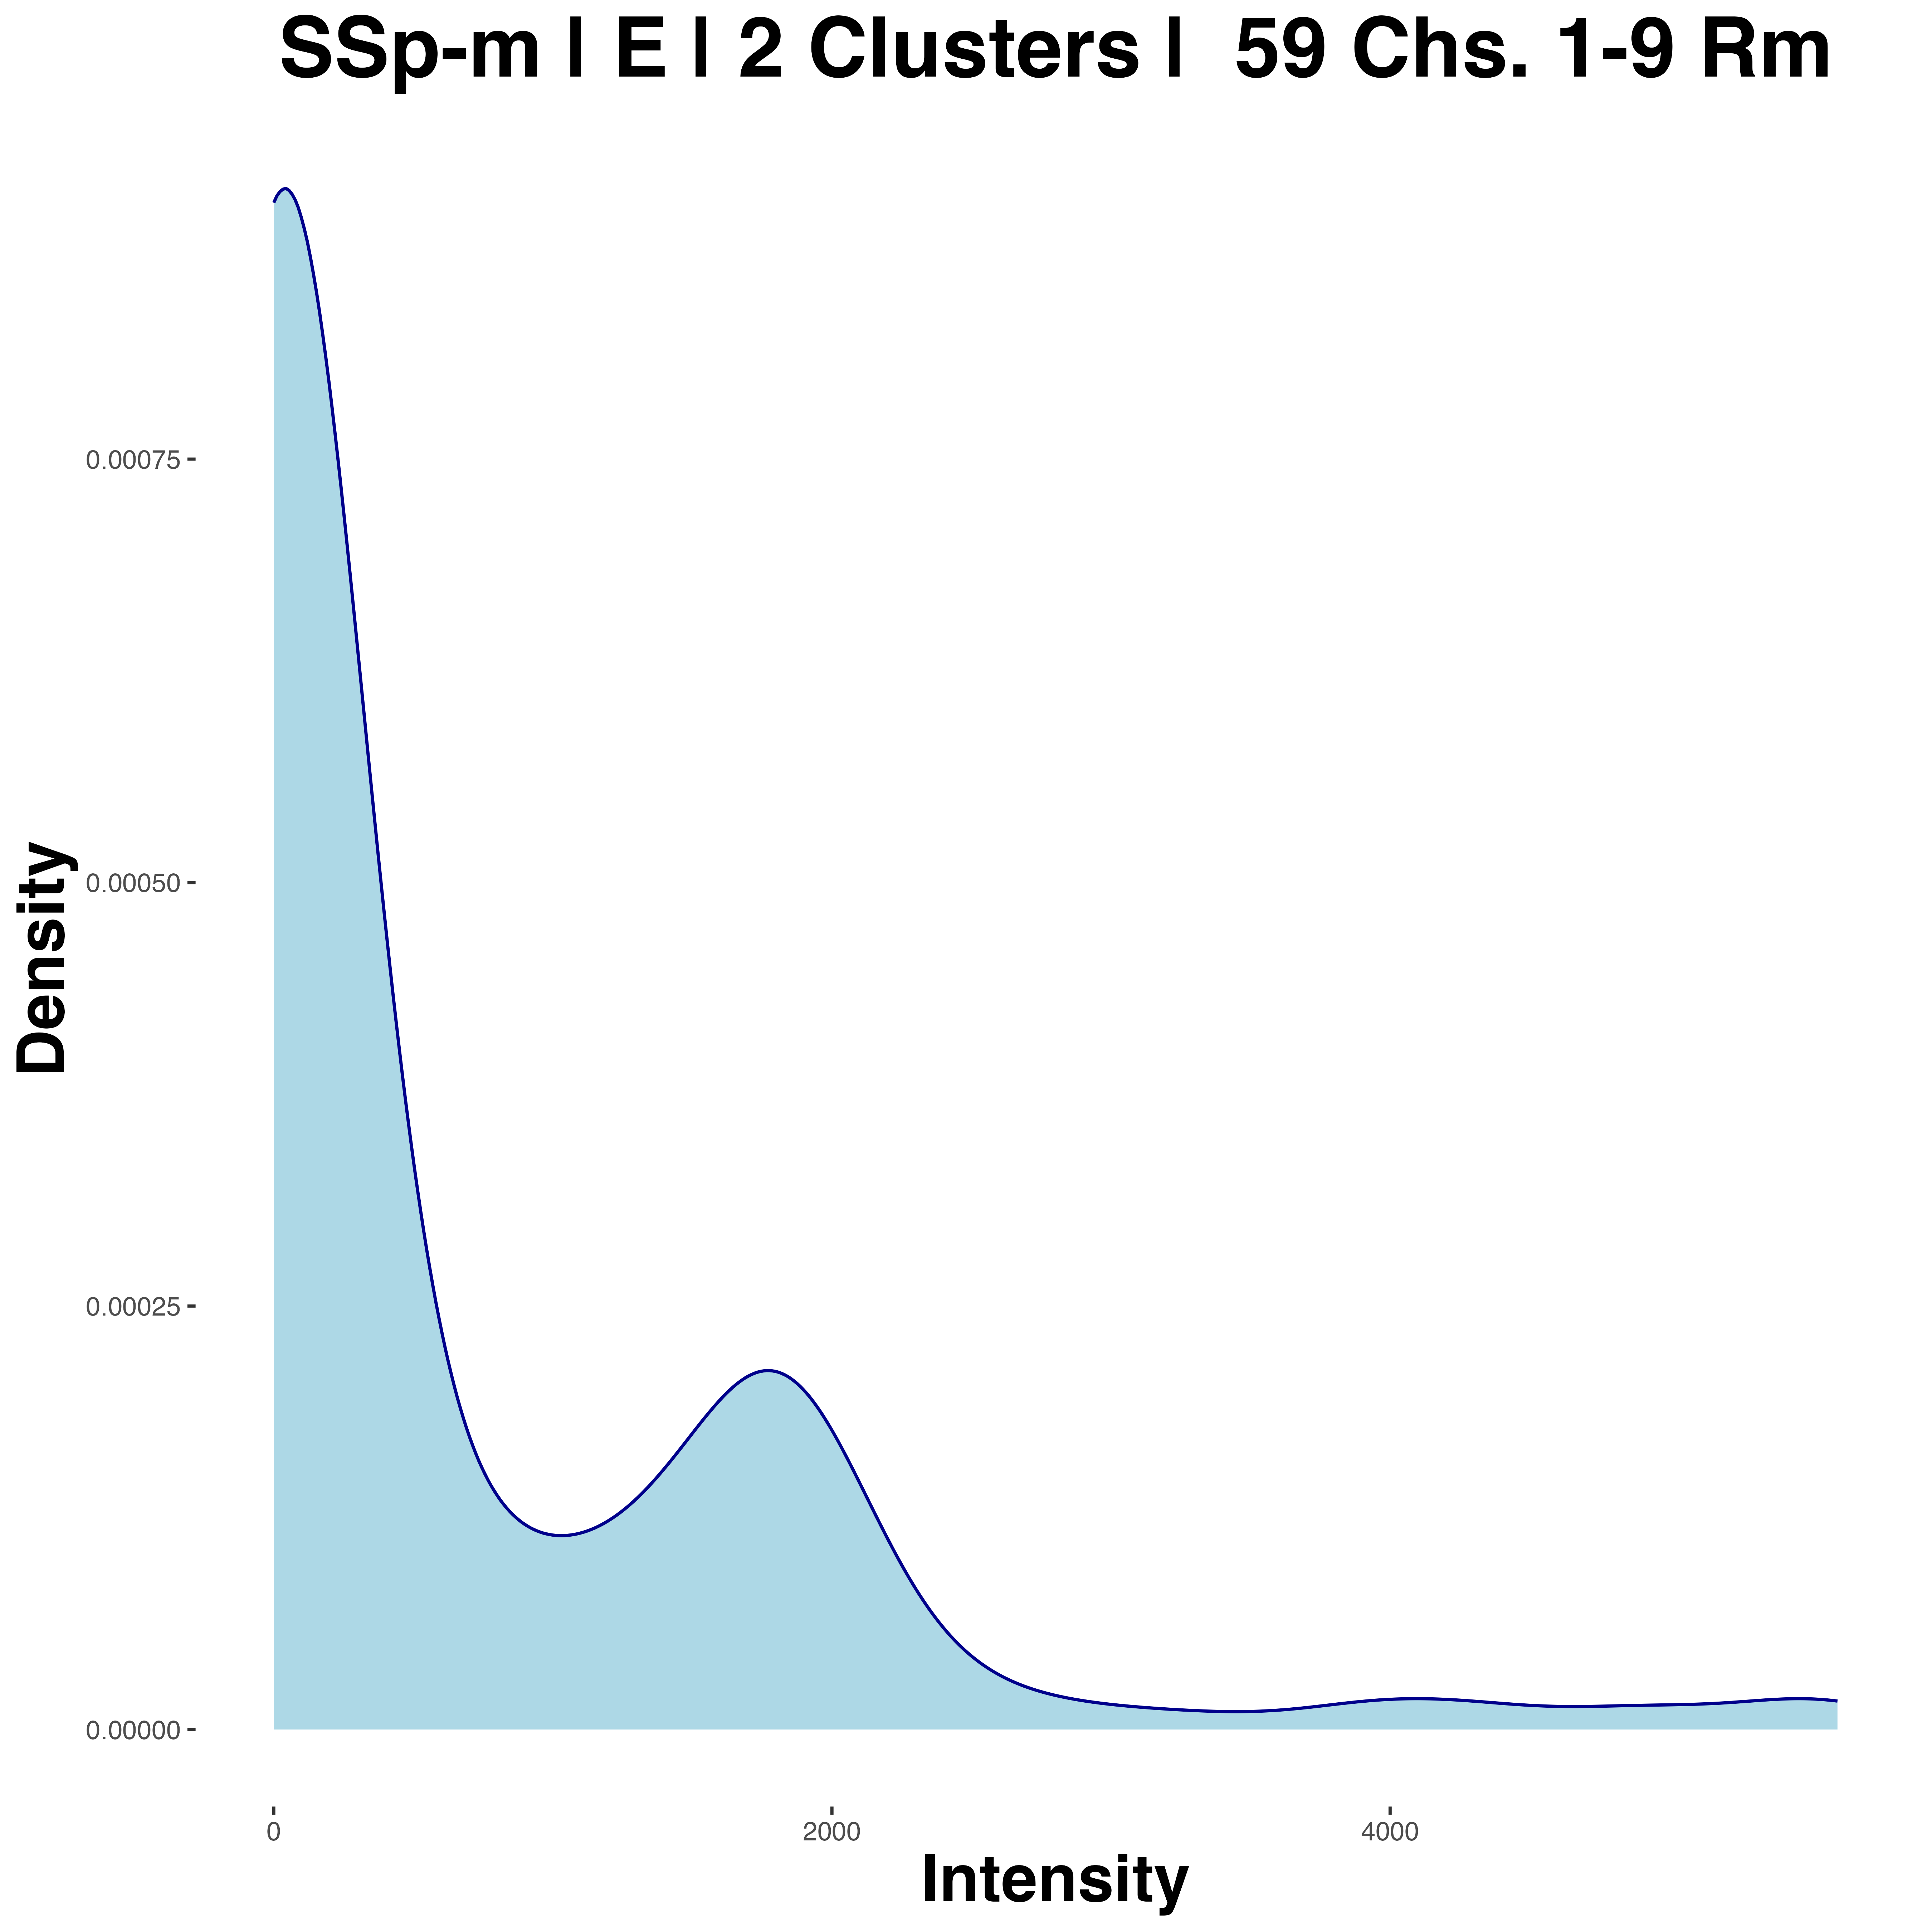 SSp-m | E | 2 Clusters |  59 Chs. 1-9 Rm
0.00075
0.00050
0.00025
0.00000
Density
0
2000
4000
Intensity